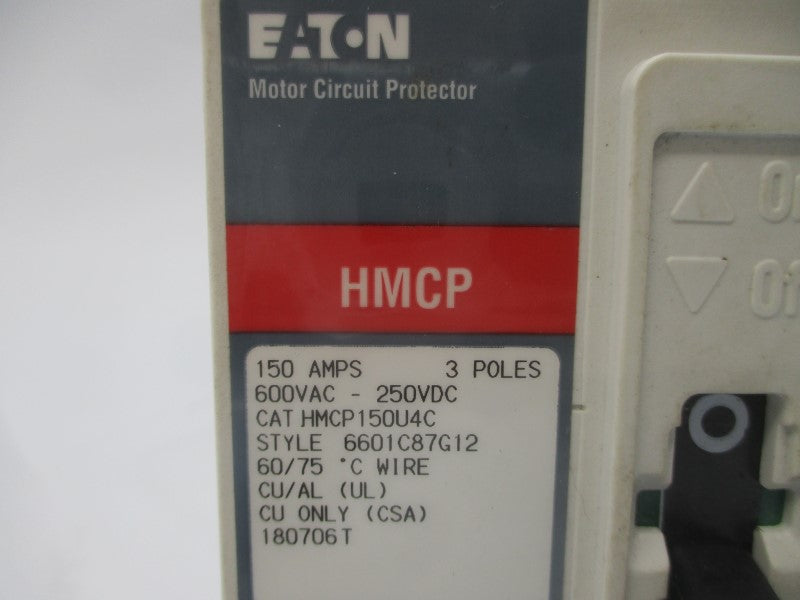 EATON
Motor Circuit Protector
HMCP
150 AMPS 3 POLES
600VAC - 250VDC
CAT HMCP150U4C
STYLE 6601C87G12
60/75 °C WIRE
CU/AL (UL)
CU ONLY (CSA)
180706T